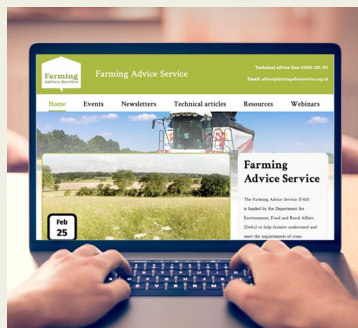 Farming
Advice Service
Farming Advice Service
Technical advice line: 03000 200 301
Email: advice@farmingadviceservice.org.uk
Home Events Newsletters Technical articles Resources Webinars
Farming
Advice Service
The Farming Advice Service (FAS)
is funded by the Department for
Environment, Food and Rural Affairs
(Defra) to help farmers understand and
meet the requirements of cross
Feb
25